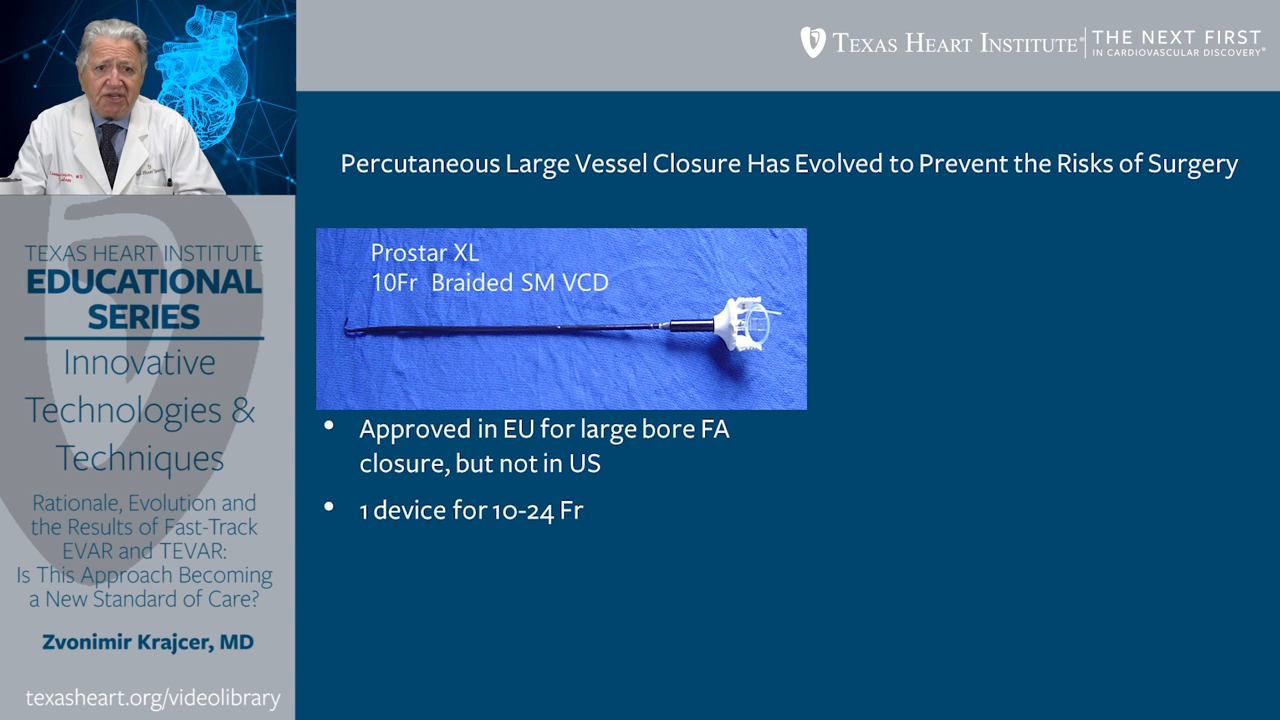 TEXAS HEART INSTITUTE® THE NEXT FIRST
IN CARDIOVASCULAR DISCOVERY®
Percutaneous Large Vessel Closure Has Evolved to Prevent the Risks of Surgery
Prostar XL
10Fr Braided SM VCD
• Approved in EU for large bore FA
closure, but not in US
• 1 device for 10-24 Fr
TEXAS HEART INSTITUTE
EDUCATIONAL
SERIES
Innovative
Technologies &
Techniques
Rationale, Evolution and
the Results of Fast-Track
EVAR and TEVAR:
Is This Approach Becoming
a New Standard of Care?
Zvonimir Krajcer, MD
texasheart.org/videolibrary